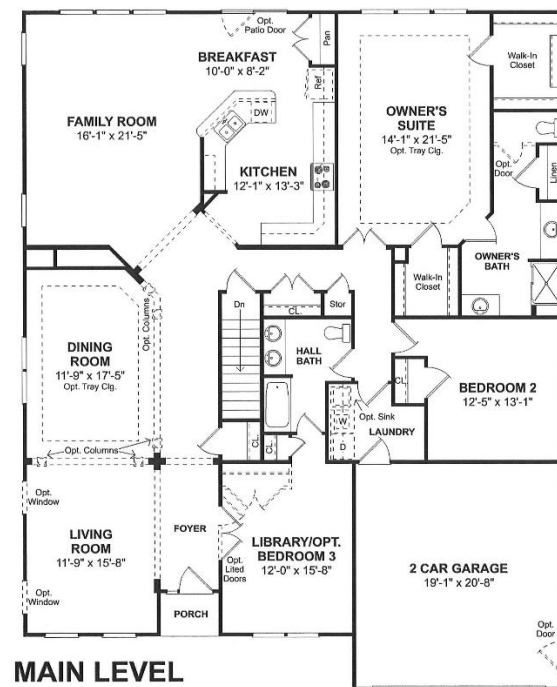 Opt.
Patio Door
Pan
BREAKFAST
10'-0" x 8'-2"
Ref
Walk-In
Closet
FAMILY ROOM
16'-1" x 21'-5"
DW
OWNER'S
SUITE
14'-1" x 21'-5"
Opt. Tray Clg.
KITCHEN
12'-1" x 13'-3"
Opt.
Door
Linen
OWNER'S
BATH
Walk-In
Closet
Dn
CL.
Stor
Opt. Columns
DINING
ROOM
11'-9" x 17'-5"
Opt. Tray Clg.
HALL
BATH
CL.
BEDROOM 2
12'-5" x 13'-1"
Opt. Sink
W
D
LAUNDRY
CL.
CL.
Opt. Columns
Opt.
Window
FOYER
LIVING
ROOM
11'-9" x 15'-8"
LIBRARY/OPT.
BEDROOM 3
12'-0" x 15'-8"
Opt.
Lited
Doors
2 CAR GARAGE
19'-1" x 20'-8"
Opt.
Window
PORCH
Opt.
Door
MAIN LEVEL